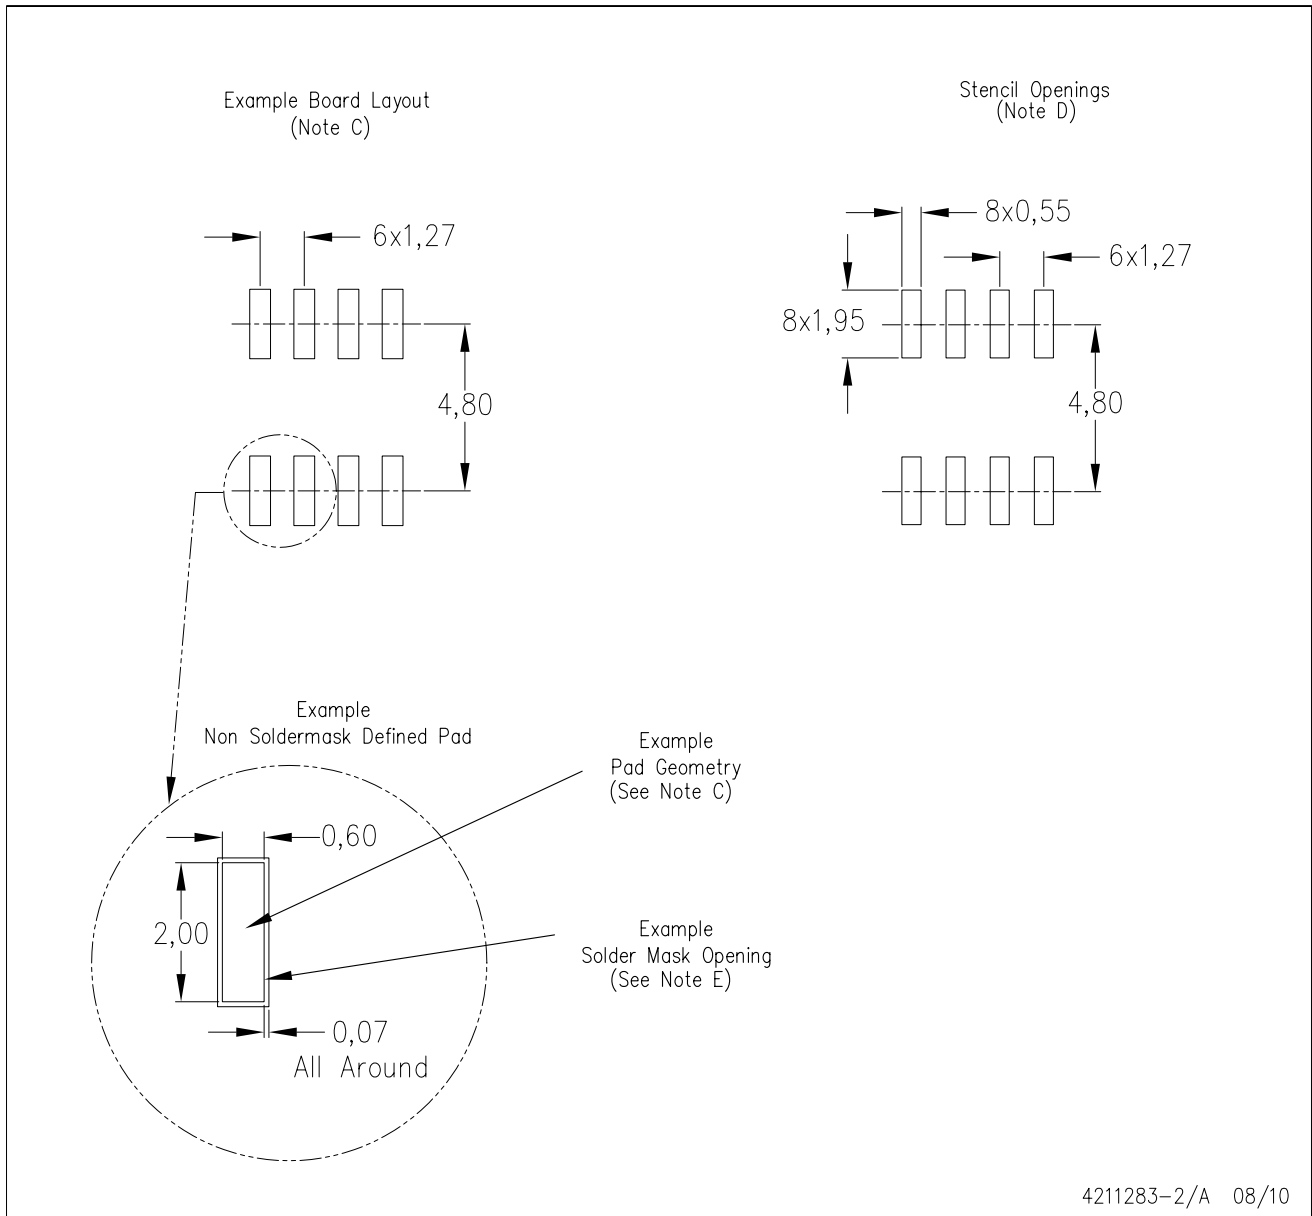 Example Board Layout
(Note C)
6x1,27
4,80
Stencil Openings
(Note D)
8x0,55
6x1,27
8x1,95
4,80
Example
Non Soldermask Defined Pad
0,60
2,00
0,07
All Around
Example
Pad Geometry
(See Note C)
Example
Solder Mask Opening
(See Note E)
4211283-2/A 08/10